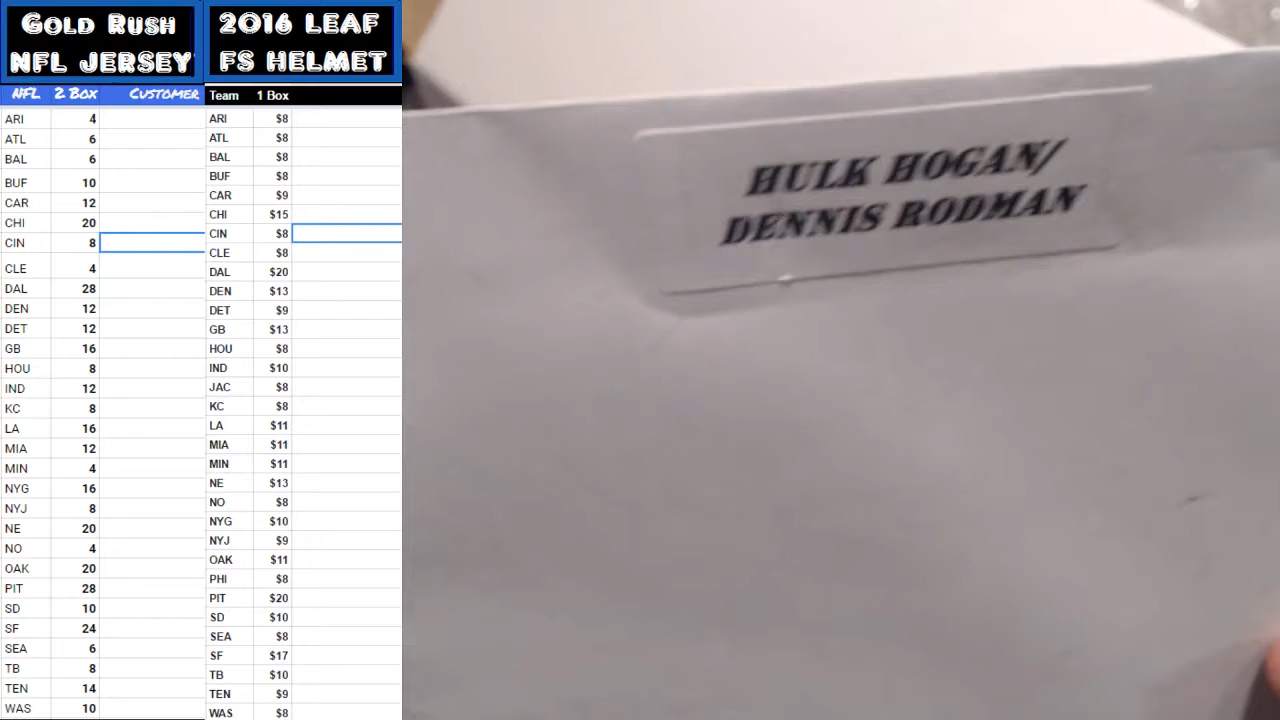 GOLD RUSH
NFL JERSEY
NFL 2 BOX CUSTOMER
ARI 4
ATL 6
BAL 6
BUF 10
CAR 12
CHI 20
CIN 8
CLE 4
DAL 28
DEN 12
DET 12
GB 16
HOU 8
IND 12
KC 8
LA 16
MIA 12
MIN 4
NYG 16
NYJ 8
NE 20
NO 4
OAK 20
PIT 28
SD 10
SF 24
SEA 6
TB 8
TEN 14
WAS 10
2016 LEAF
FS HELMET
Team 1 Box
ARI $8
ATL $8
BAL $8
BUF $8
CAR $9
CHI $15
CIN $8
CLE $8
DAL $20
DEN $13
DET $9
GB $13
HOU $8
IND $10
JAC $8
KC $8
LA $11
MIA $11
MIN $11
NE $13
NO $8
NYG $10
NYJ $9
OAK $11
PHI $8
PIT $20
SD $10
SEA $8
SF $17
TB $10
TEN $9
WAS $8
HULK HOGAN/
DENNIS RODMAN